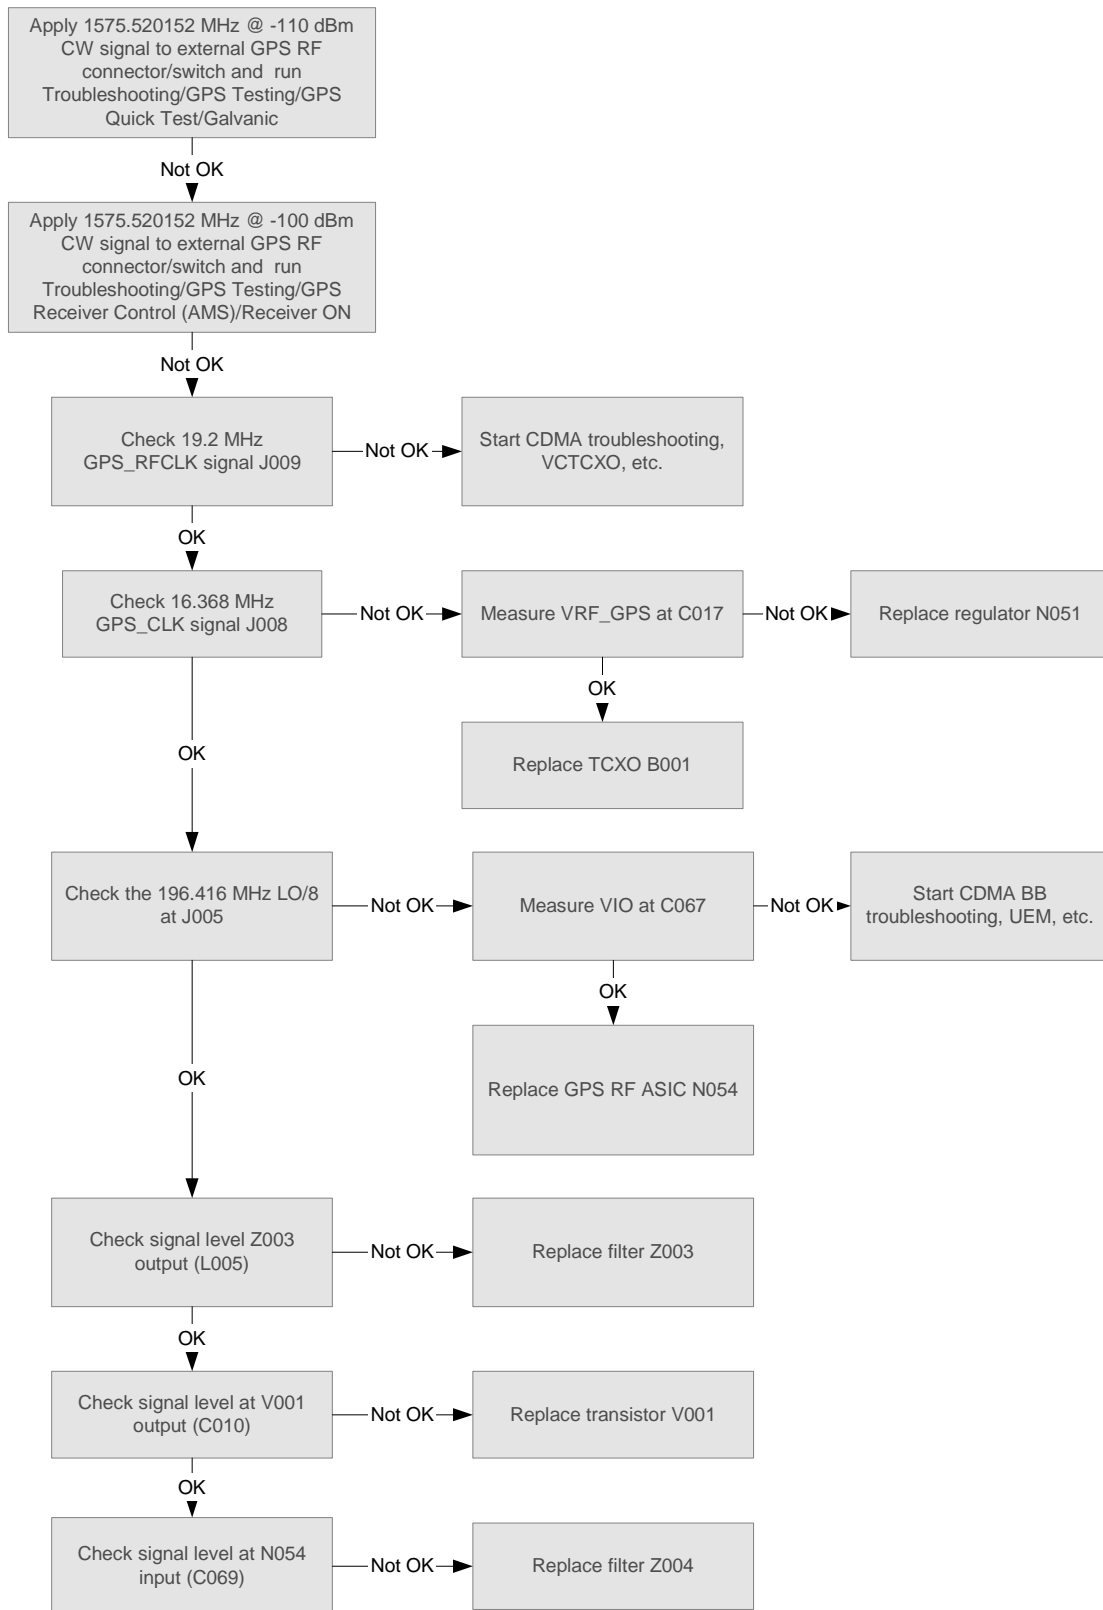 Apply 1575.520152 MHz @ -110 dBm
CW signal to external GPS RF
connector/switch and run
Troubleshooting/GPS Testing/GPS
Quick Test/Galvanic
Not OK
Apply 1575.520152 MHz @ -100 dBm
CW signal to external GPS RF
connector/switch and run
Troubleshooting/GPS Testing/GPS
Receiver Control (AMS)/Receiver ON
Not OK
Check 19.2 MHz
GPS_RFCLK signal J009
Not OK
Start CDMA troubleshooting,
VCTCXO, etc.
OK
Check 16.368 MHz
GPS_CLK signal J008
Not OK
Measure VRF_GPS at C017
Not OK
Replace regulator N051
OK
Replace TCXO B001
OK
Check the 196.416 MHz LO/8
at J005
Not OK
Measure VIO at C067
Not OK
Start CDMA BB
troubleshooting, UEM, etc.
OK
Replace GPS RF ASIC N054
OK
Check signal level Z003
output (L005)
Not OK
Replace filter Z003
OK
Check signal level at V001
output (C010)
Not OK
Replace transistor V001
OK
Check signal level at N054
input (C069)
Not OK
Replace filter Z004